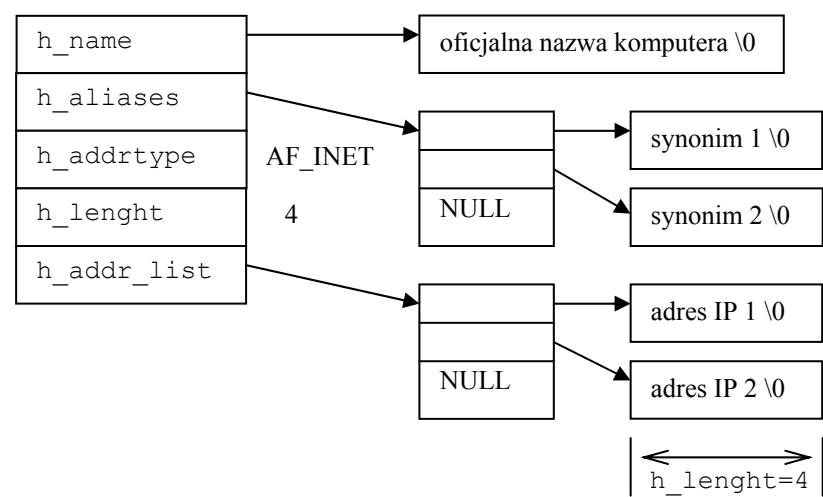 h_name
oficjalna nazwa komputera \0
h_aliases
synonim 1 \0
h_addrtype
AF_INET
h_lenght
4
NULL
synonim 2 \0
h_addr_list
adres IP 1 \0
NULL
adres IP 2 \0
h_lenght=4